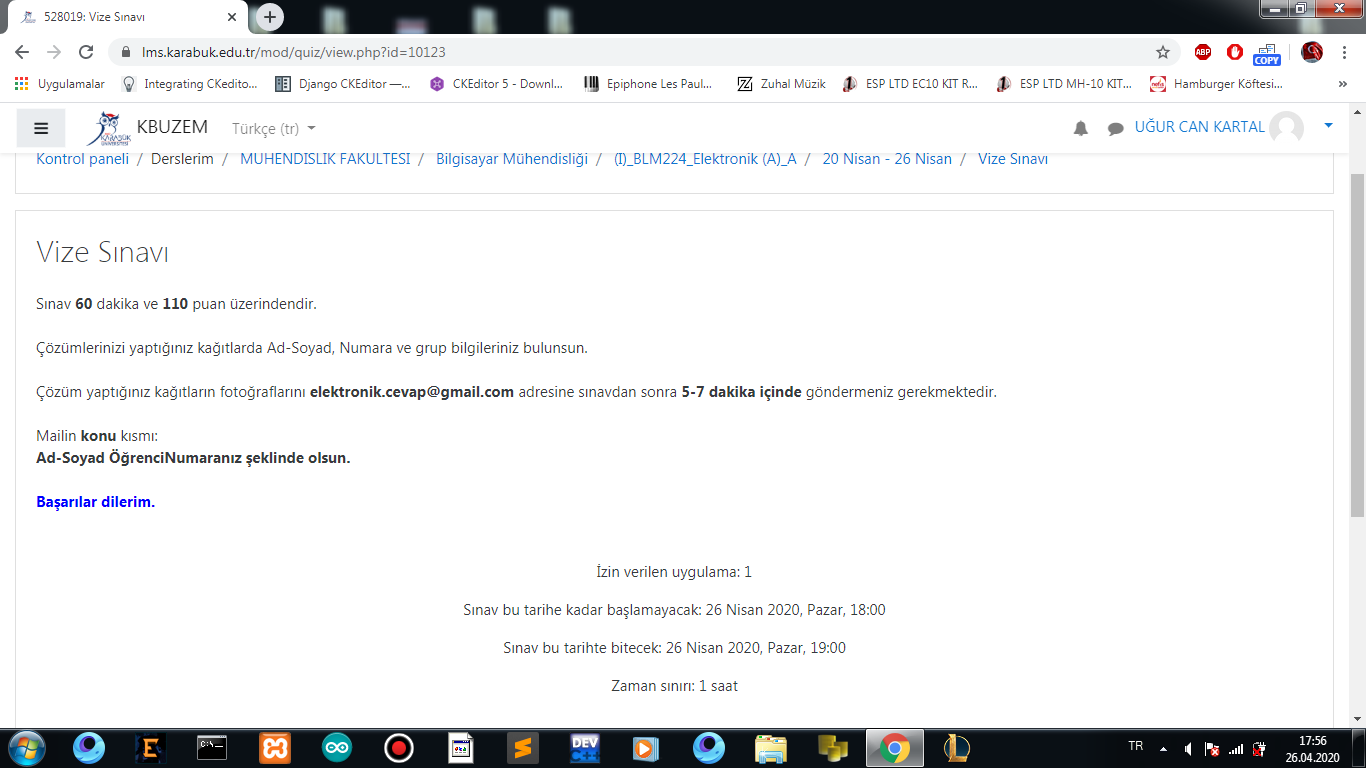 528019: Vize Sınavı
lms.karabuk.edu.tr/mod/quiz/view.php?id=10123
ABP
COPY
Uygulamalar
Integrating CKedito...
Django CKEditor —...
CKEditor 5 - Downl...
Epiphone Les Paul...
Zuhal Müzik
ESP LTD EC10 KIT R...
ESP LTD MH-10 KIT...
Hamburger Köftesi...
»
KBUZEM
Türkçe (tr)
UĞUR CAN KARTAL
Kontrol paneli / Derslerim / MÜHENDİSLİK FAKÜLTESİ / Bilgisayar Mühendisliği / (I)_BLM224_Elektronik (A)_A / 20 Nisan - 26 Nisan / Vize Sınavı
Vize Sınavı
Sınav 60 dakika ve 110 puan üzerindendir.
Çözümlerinizi yaptığınız kağıtlarda Ad-Soyad, Numara ve grup bilgileriniz bulunsun.
Çözüm yaptığınız kağıtların fotoğraflarını elektronik.cevap@gmail.com adresine sınavdan sonra 5-7 dakika içinde göndermeniz gerekmektedir.
Mailin konu kısmı:
Ad-Soyad ÖğrenciNumaranız şeklinde olsun.
Başarılar dilerim.
İzin verilen uygulama: 1
Sınav bu tarihe kadar başlamayacak: 26 Nisan 2020, Pazar, 18:00
Sınav bu tarihte bitecek: 26 Nisan 2020, Pazar, 19:00
Zaman sınırı: 1 saat
DEV
TR
17:56
26.04.2020